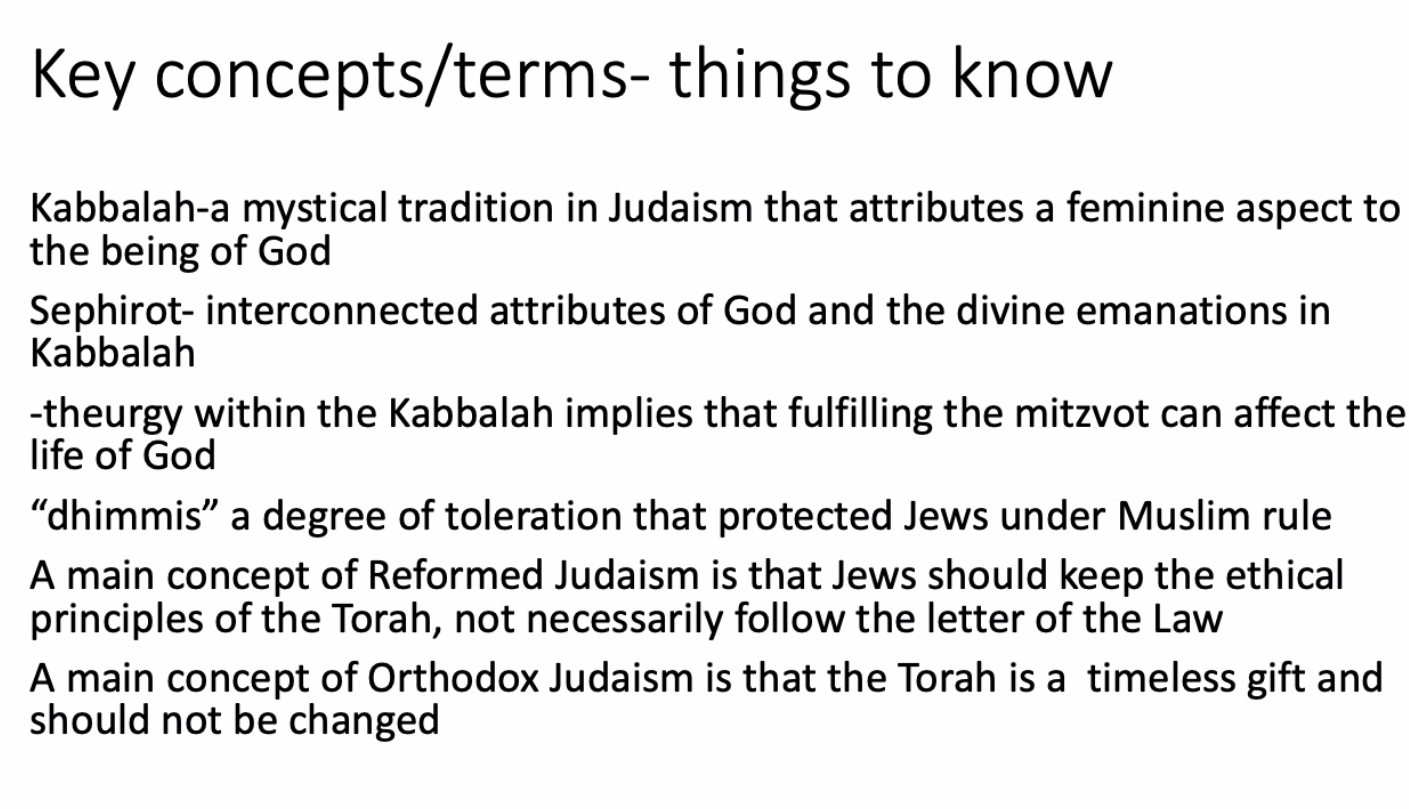 Key concepts/terms- things to know
Kabbalah-a mystical tradition in Judaism that attributes a feminine aspect to
the being of God
Sephirot- interconnected attributes of God and the divine emanations in
Kabbalah
-theurgy within the Kabbalah implies that fulfilling the mitzvot can affect the
life of God
“dhimmis” a degree of toleration that protected Jews under Muslim rule
A main concept of Reformed Judaism is that Jews should keep the ethical
principles of the Torah, not necessarily follow the letter of the Law
A main concept of Orthodox Judaism is that the Torah is a  timeless gift and
should not be changed